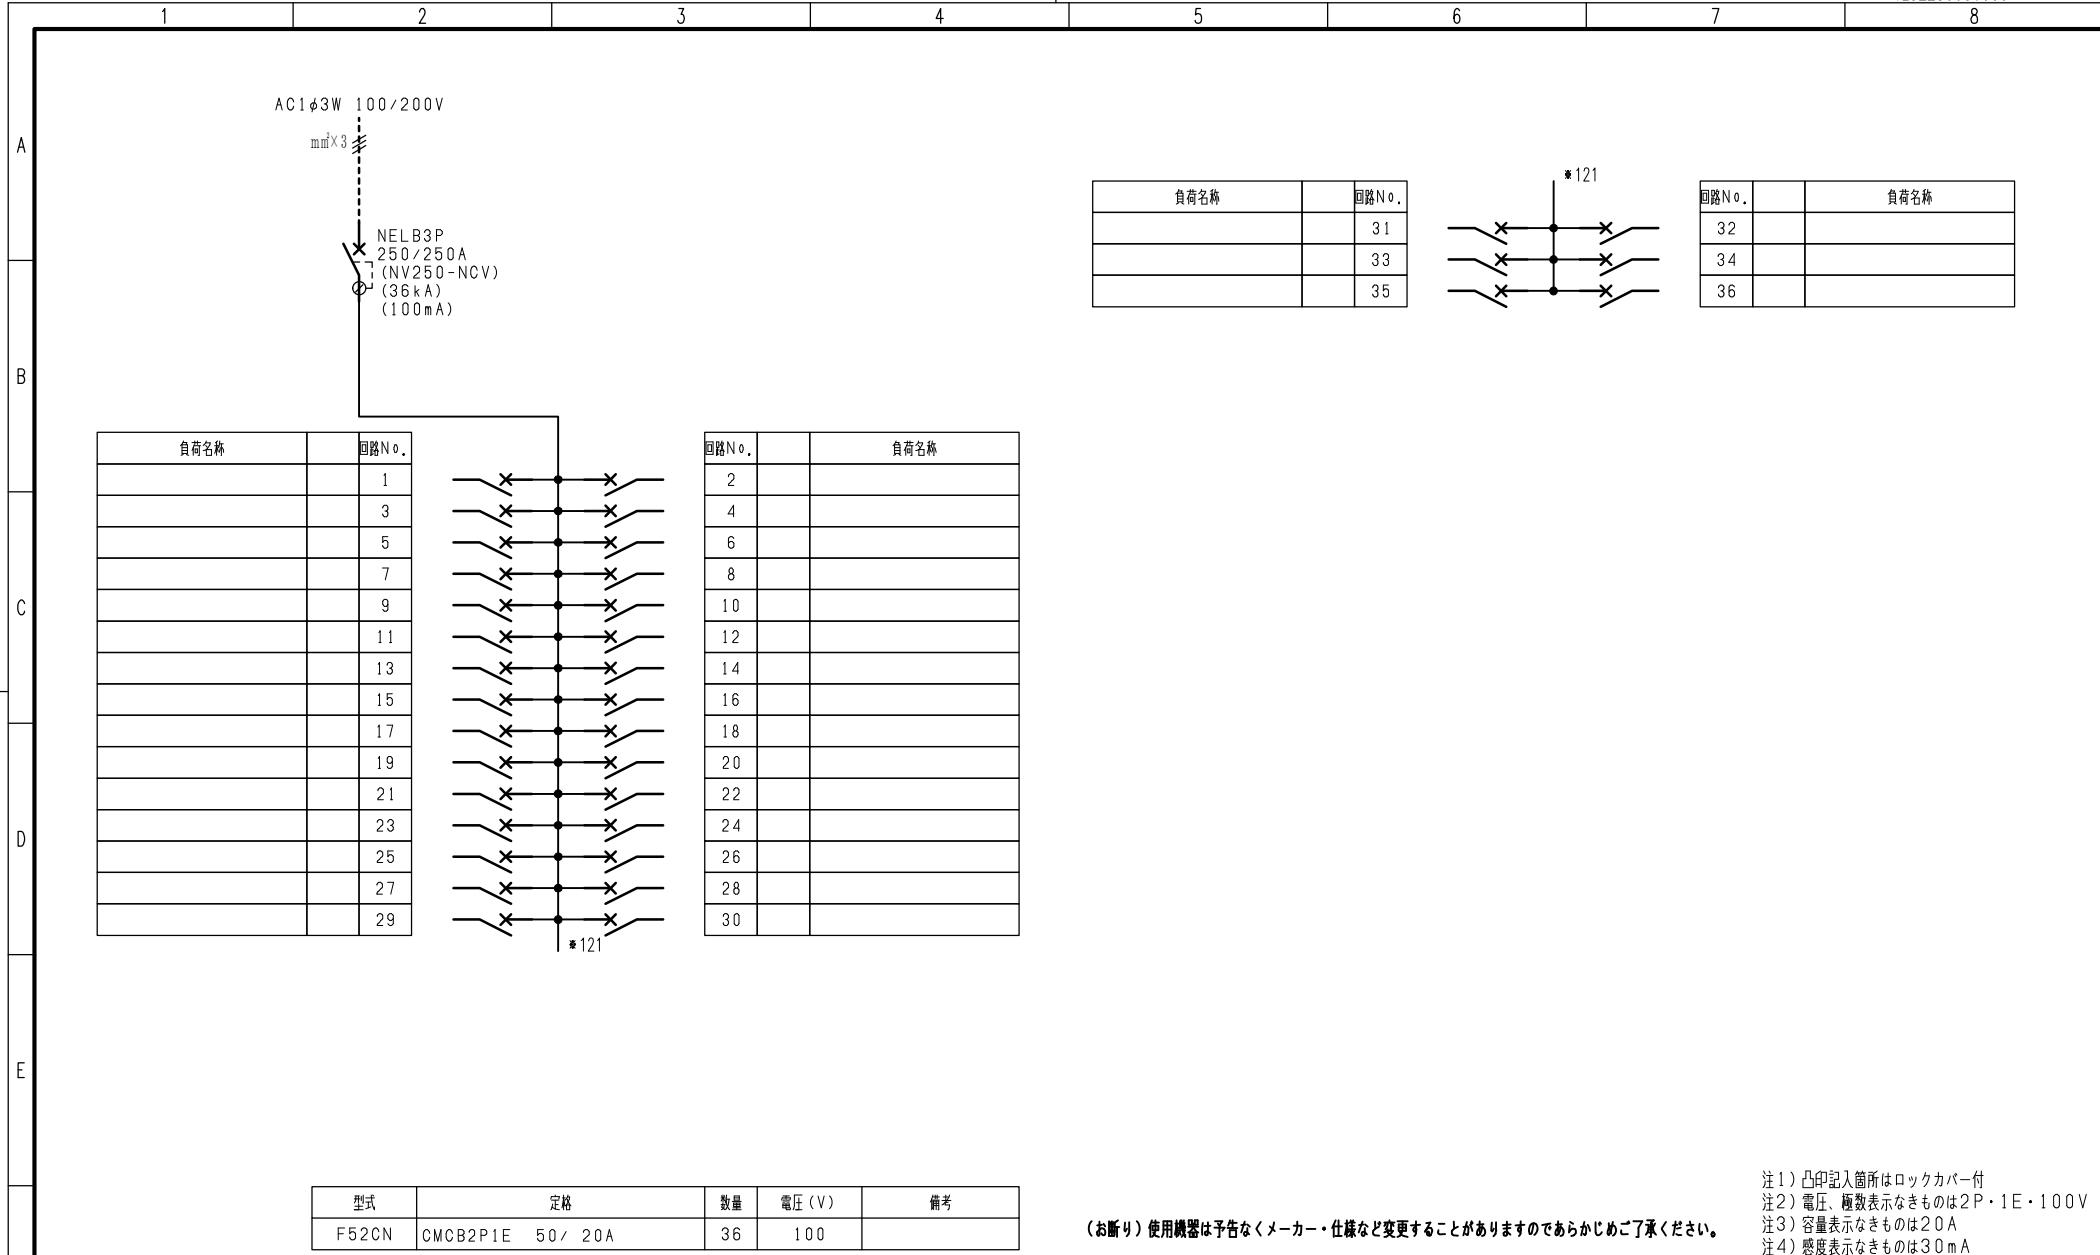 1 2 3 4 5 6 7 8
A
B
C
D
E
AC1φ3W 100/200V
mm²×3
NELB3P
250/250A
(NV250-NCV)
(36kA)
(100mA)
負荷名称 回路No.
1
3
5
7
9
11
13
15
17
19
21
23
25
27
29
回路No. 負荷名称
2
4
6
8
10
12
14
16
18
20
22
24
26
28
30
*121
負荷名称 回路No.
31
33
35
*121
回路No. 負荷名称
32
34
36
型式 定格 数量 電圧(V) 備考
F52CN CMCB2P1E 50/ 20A 36 100
(お断り)使用機器は予告なくメーカー・仕様など変更することがありますのであらかじめご了承ください。
注1)凸印記入箇所はロックカバー付
注2)電圧、極数表示なきものは2P・1E・100V
注3)容量表示なきものは20A
注4)感度表示なきものは30mA